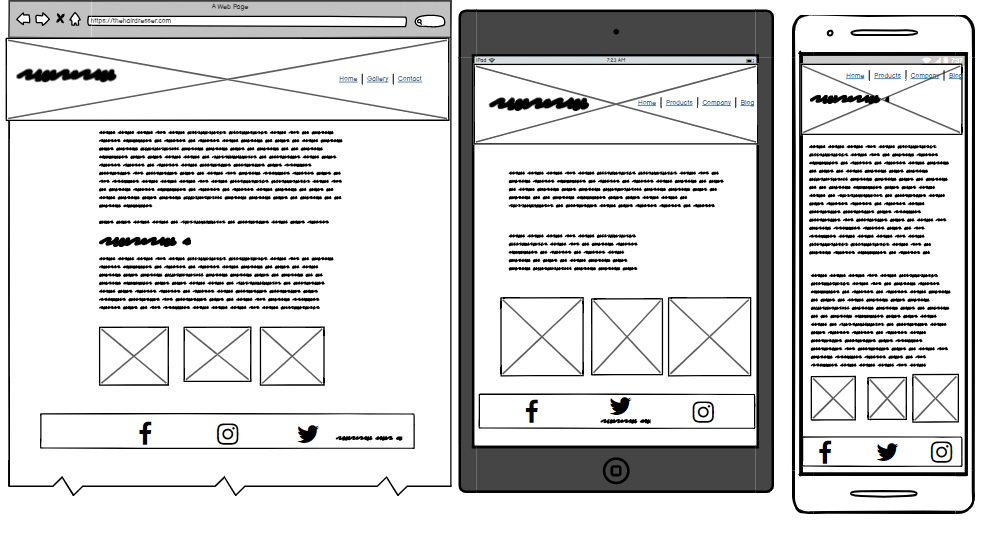 A Web Page
https://thehairdresser.com
Home | Gallery | Contact
iPad
7:23 AM
Home | Products | Company | Blog
Home | Products | Company | Blog